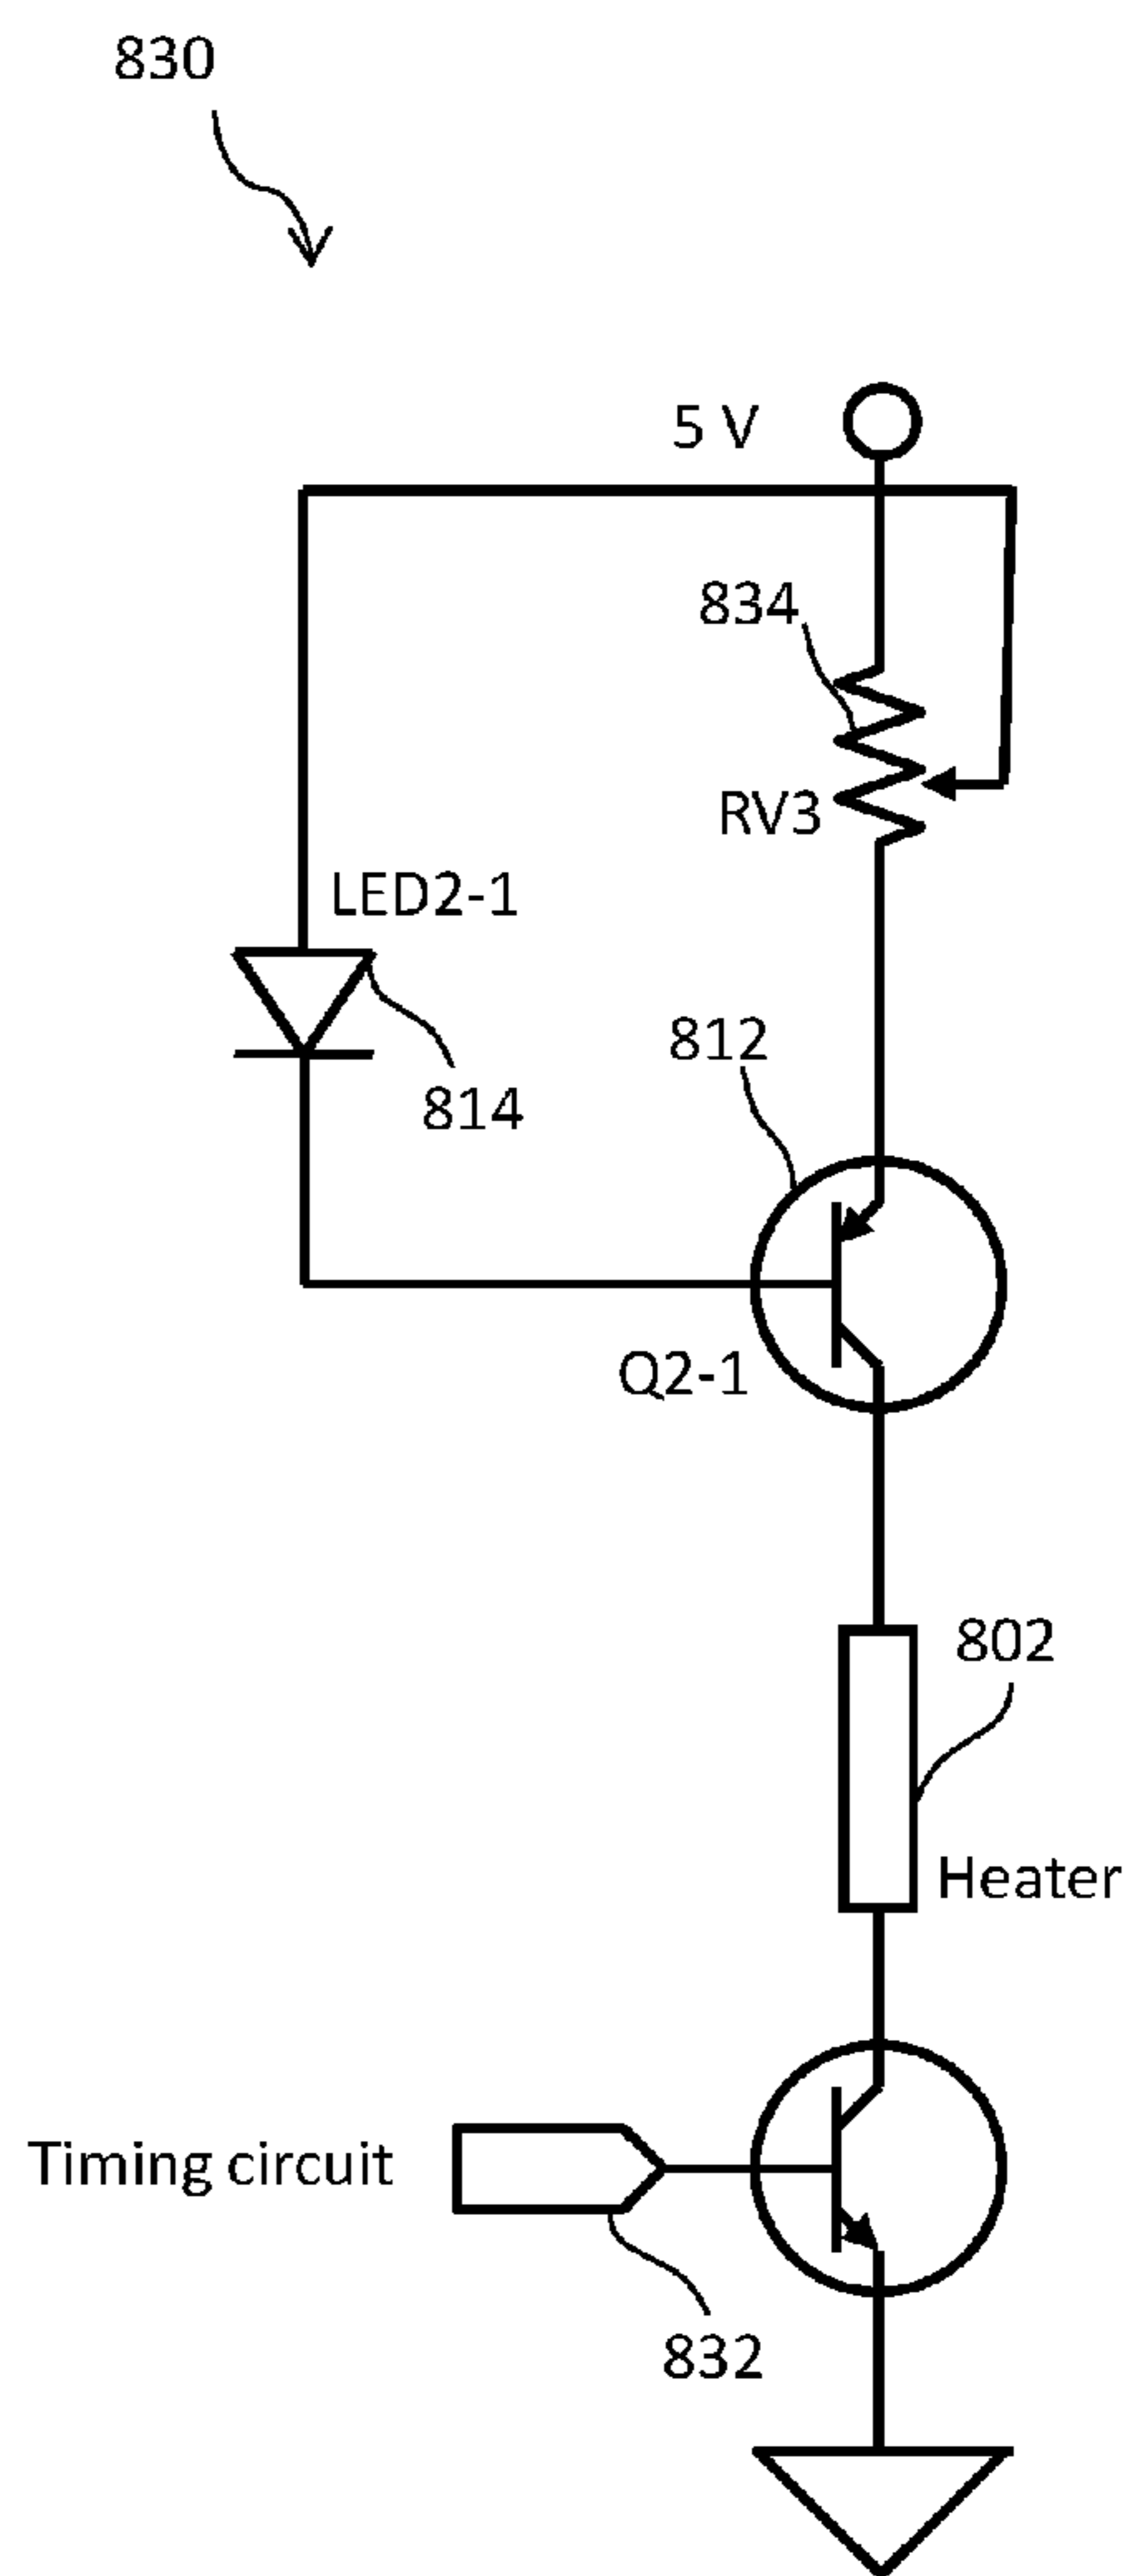 830
5 V
834
RV3
LED2-1
814
812
Q2-1
802
Heater
Timing circuit
832